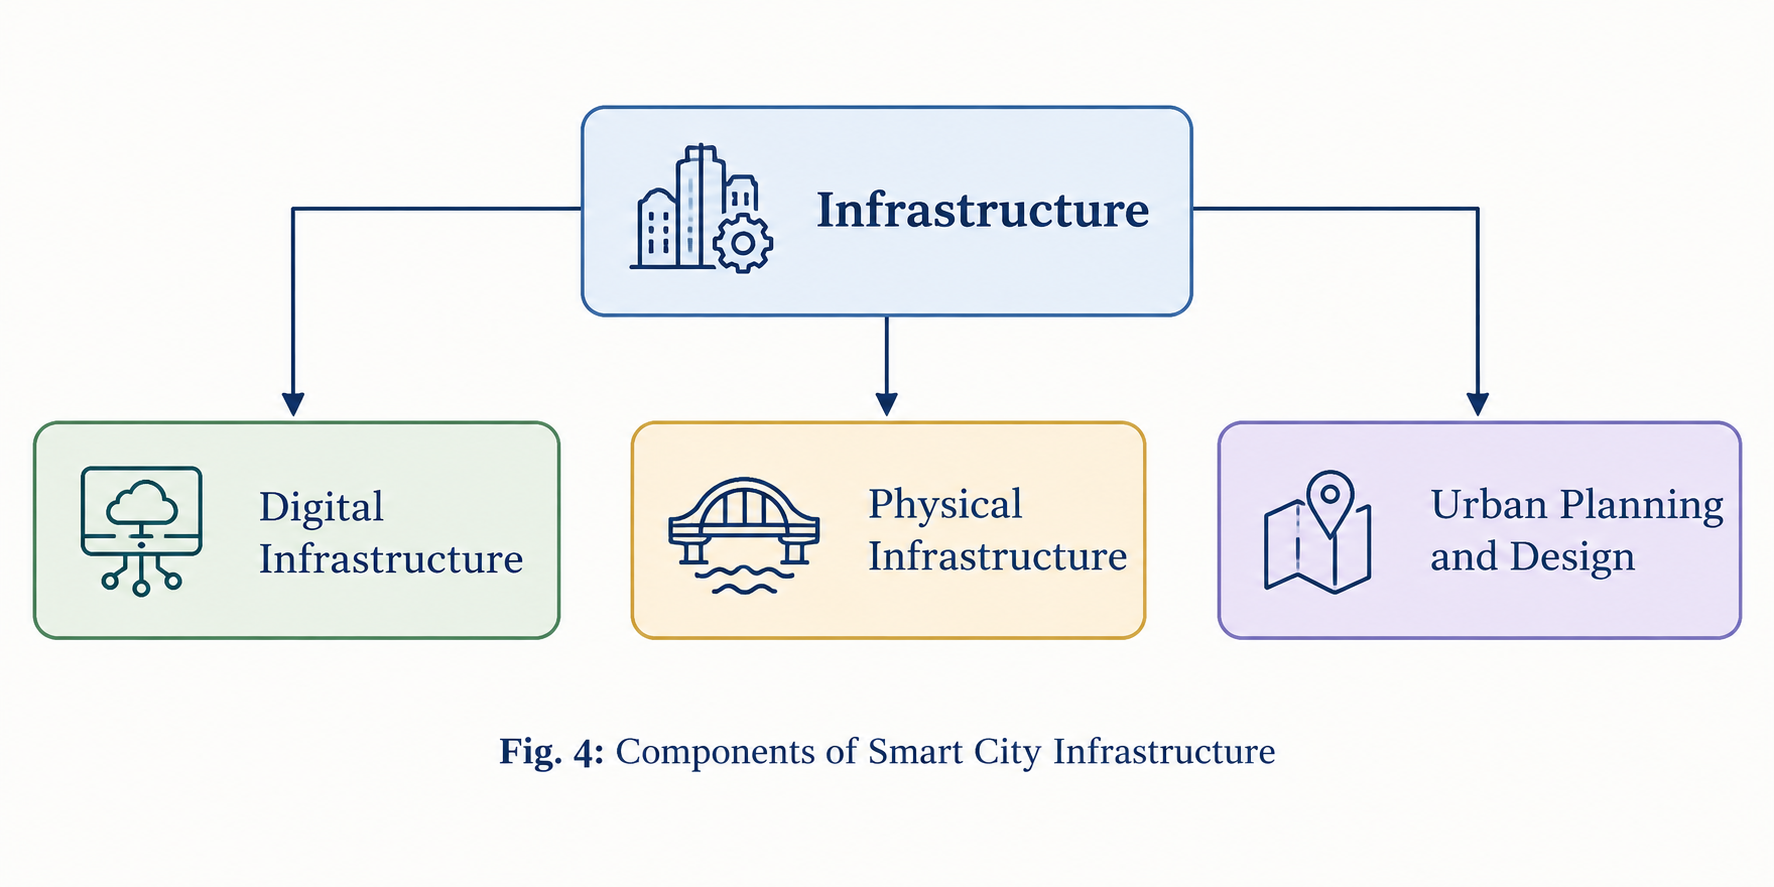 Infrastructure
Digital
Infrastructure
Physical
Infrastructure
Urban Planning
and Design
Fig. 4: Components of Smart City Infrastructure